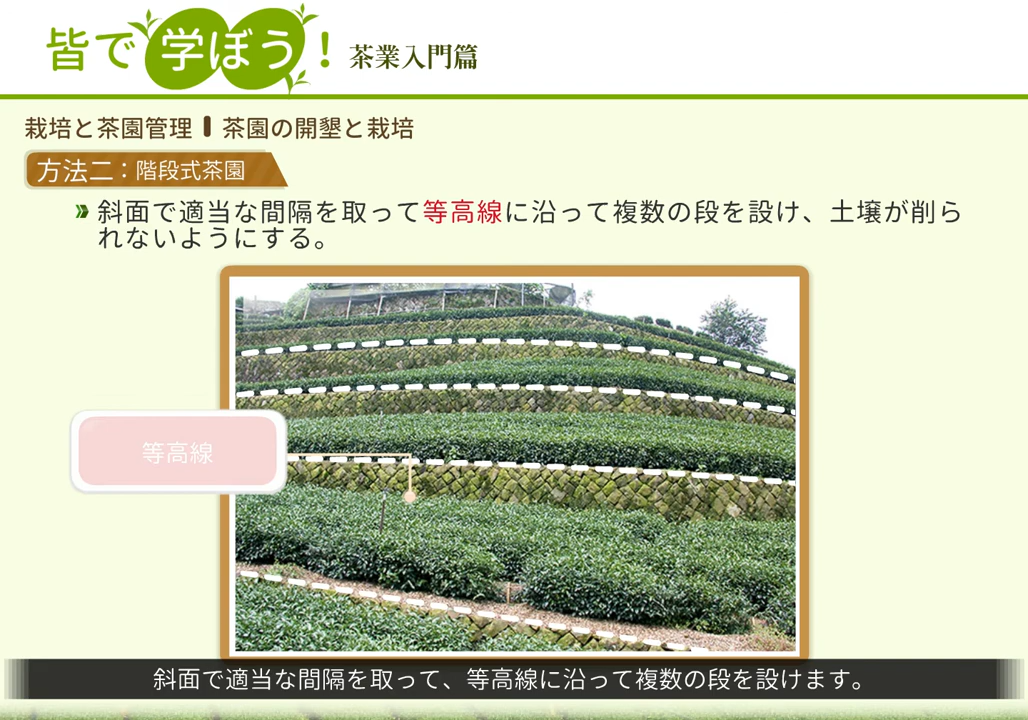 皆で学ぼう！ 茶業入門篇
栽培と茶園管理 茶園の開墾と栽培
方法二：階段式茶園
斜面で適当な間隔を取って等高線に沿って複数の段を設け、土壌が削ら
れないようにする。
等高線
斜面で適当な間隔を取って、等高線に沿って複数の段を設けます。